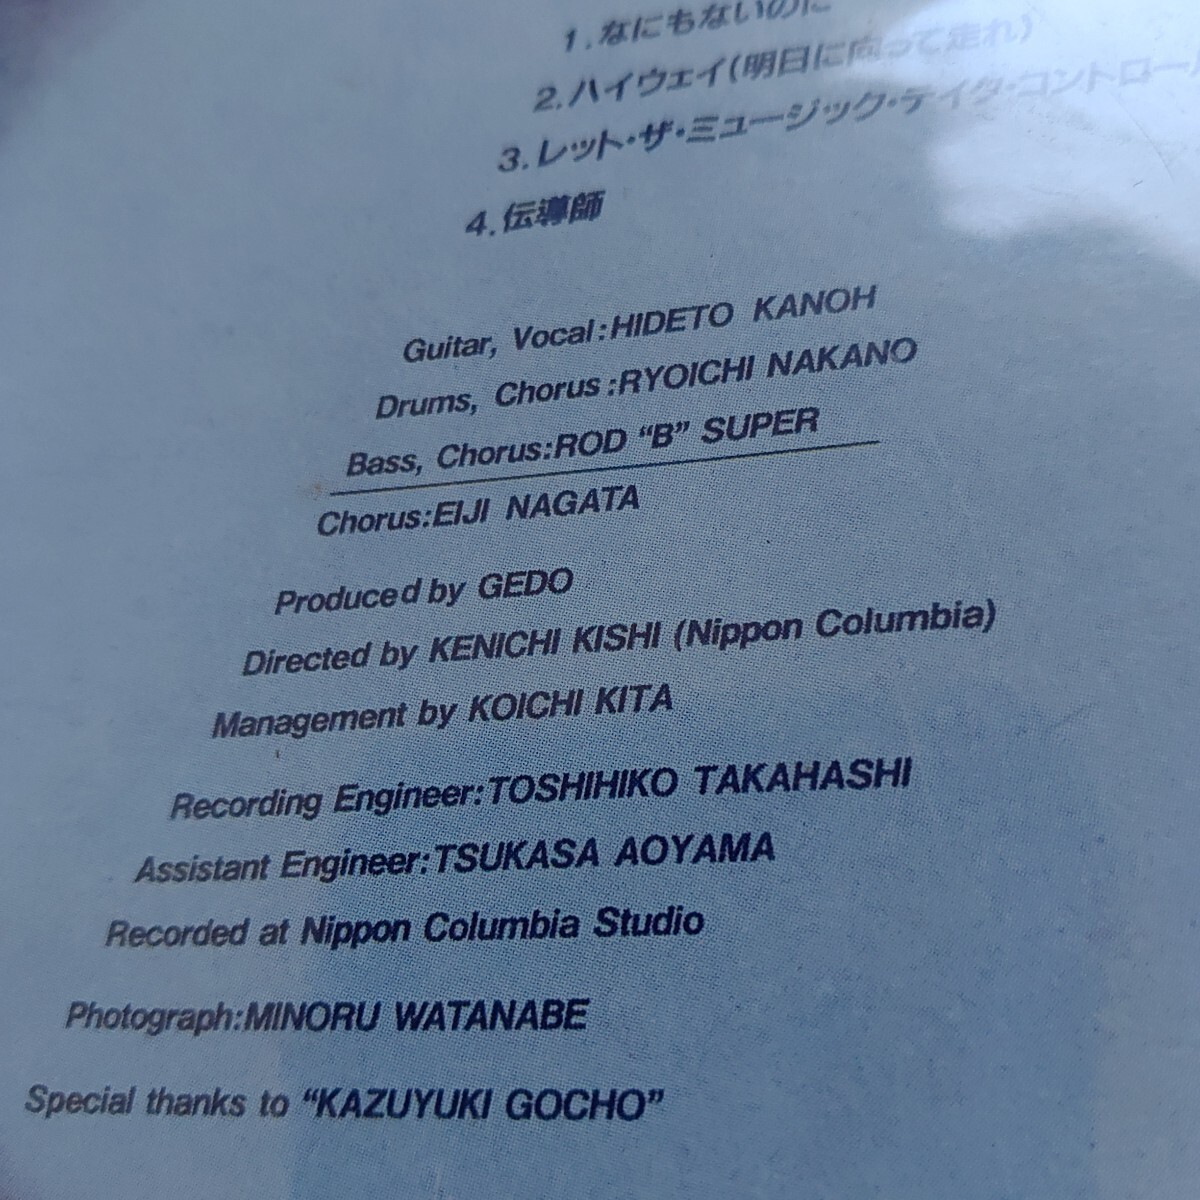 1.なにもないのに
2.ハイウェイ(明日に向って走れ)
3.レット・ザ・ミュージック・テイク・コントロール
4.伝導師
Guitar, Vocal:HIDETO KANOH
Drums, Chorus:RYOICHI NAKANO
Bass, Chorus:ROD “B” SUPER
Chorus:EIJI NAGATA
Produced by GEDO
Directed by KENICHI KISHI (Nippon Columbia)
Management by KOICHI KITA
Recording Engineer:TOSHIHIKO TAKAHASHI
Assistant Engineer:TSUKASA AOYAMA
Recorded at Nippon Columbia Studio
Photograph:MINORU WATANABE
Special thanks to “KAZUYUKI GOCHO”